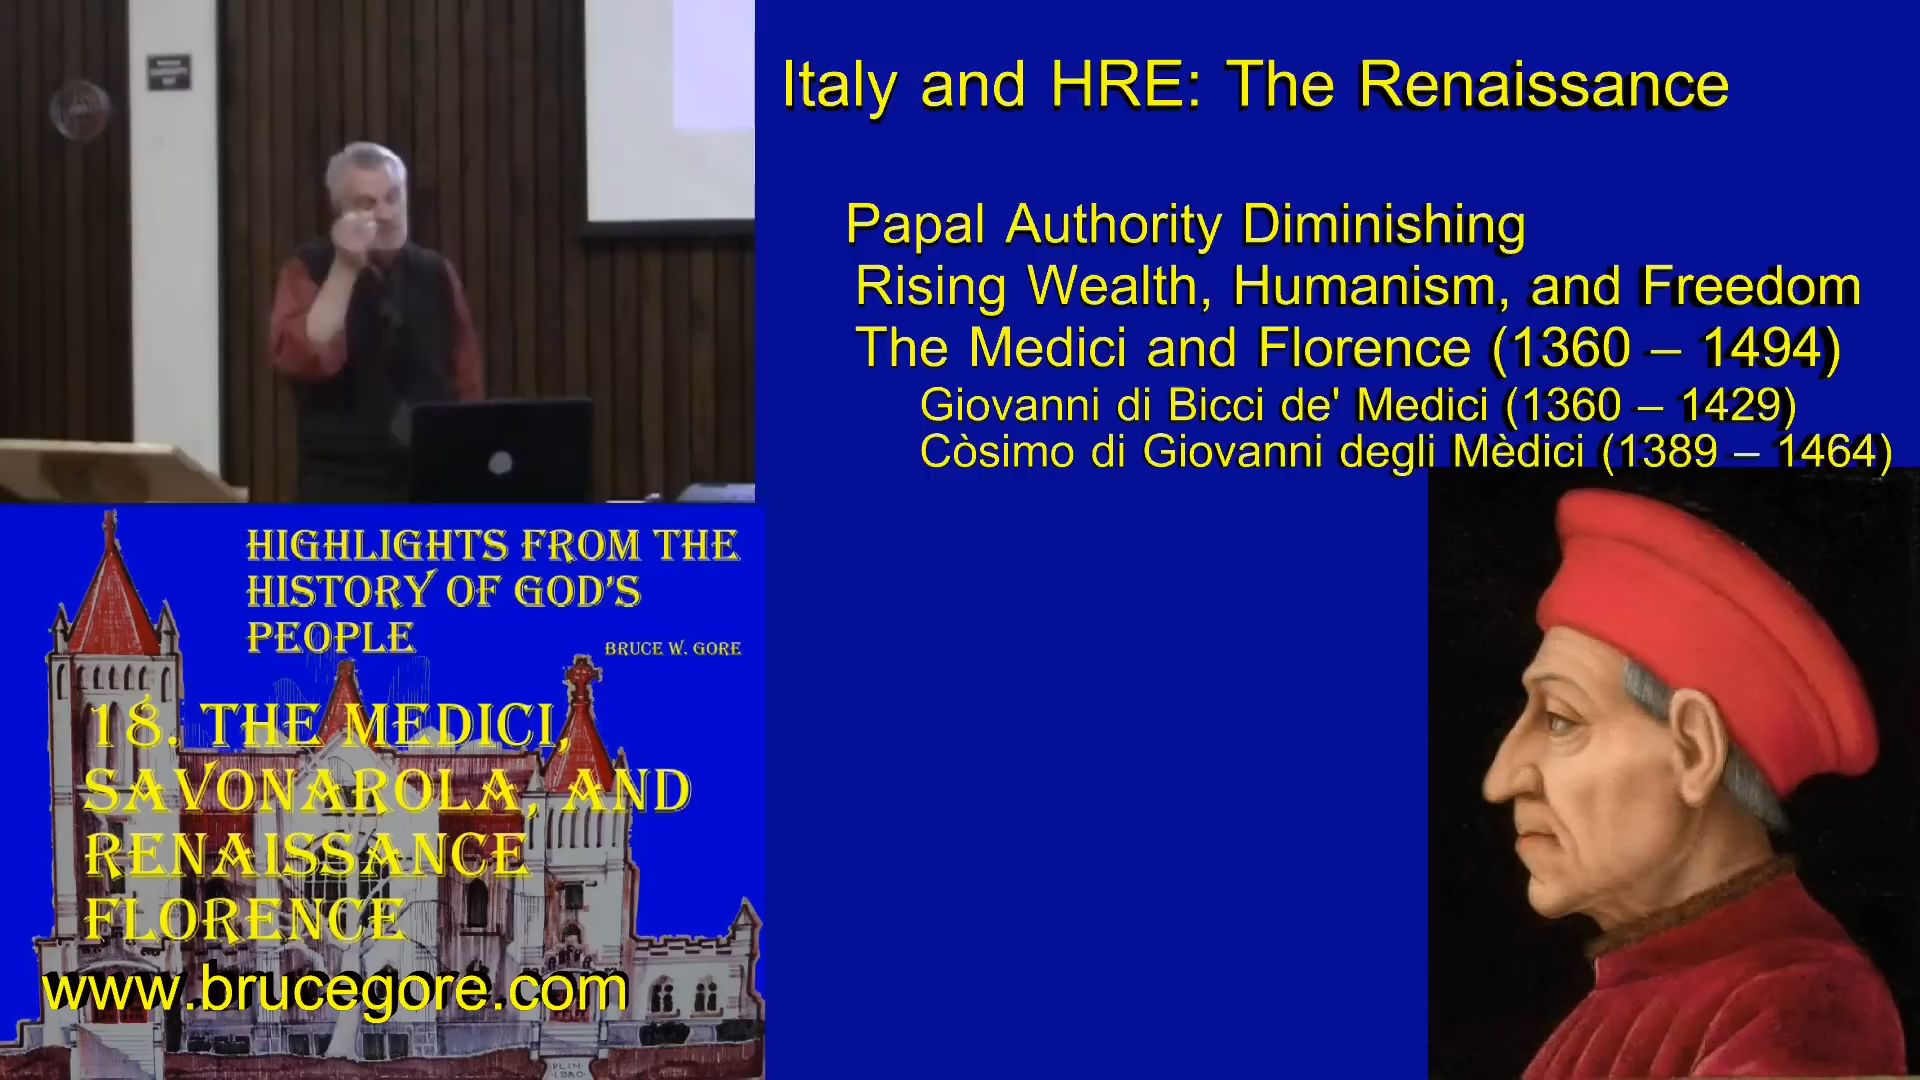 Italy and HRE: The Renaissance
Papal Authority Diminishing
Rising Wealth, Humanism, and Freedom
The Medici and Florence (1360 – 1494)
Giovanni di Bicci de' Medici (1360 – 1429)
Còsimo di Giovanni degli Mèdici (1389 – 1464)
HIGHLIGHTS FROM THE
HISTORY OF GOD'S
PEOPLE
BRUCE W. GORE
18. THE MEDICI,
SAVONAROLA, AND
RENAISSANCE
FLORENCE
www.brucegore.com